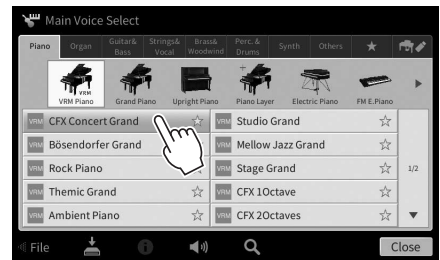 Main Voice Select
Piano Organ Guitar& Bass Strings& Vocal Brass& Woodwind Perc. & Drums Synth Others
VRM
VRM Piano Grand Piano Upright Piano Piano Layer Electric Piano FM E.Piano
VRM CFX Concert Grand VRM Studio Grand
VRM Bösendorfer Grand VRM Mellow Jazz Grand
VRM Rock Piano VRM Stage Grand 1/2
VRM Themic Grand VRM CFX 1Octave
VRM Ambient Piano VRM CFX 2Octaves
File Close